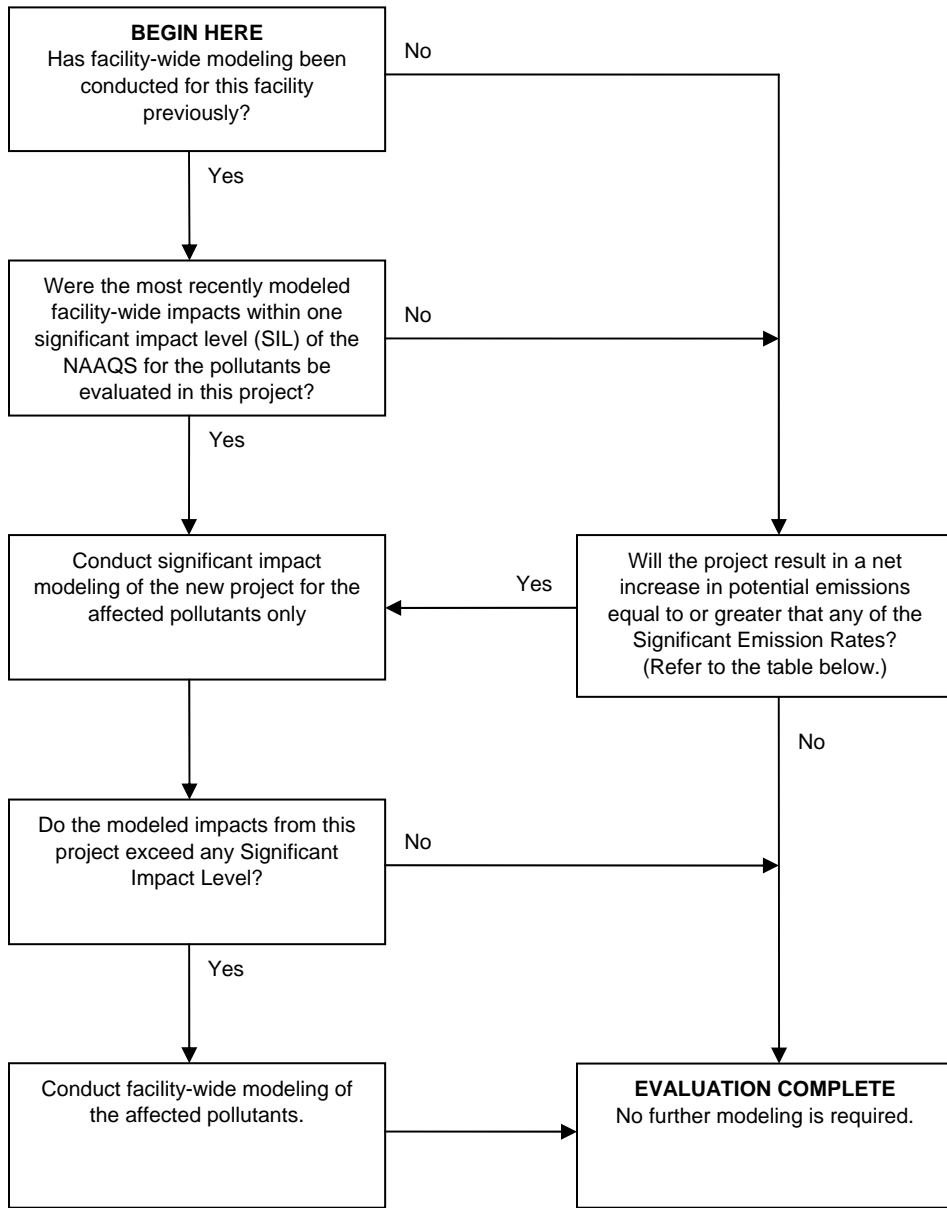 BEGIN HERE
Has facility-wide modeling been
conducted for this facility
previously?
No
Yes
Were the most recently modeled
facility-wide impacts within one
significant impact level (SIL) of the
NAAQS for the pollutants be
evaluated in this project?
No
Yes
Conduct significant impact
modeling of the new project for the
affected pollutants only
Yes
Will the project result in a net
increase in potential emissions
equal to or greater that any of the
Significant Emission Rates?
(Refer to the table below.)
No
Do the modeled impacts from this
project exceed any Significant
Impact Level?
No
Yes
Conduct facility-wide modeling of
the affected pollutants.
EVALUATION COMPLETE
No further modeling is required.